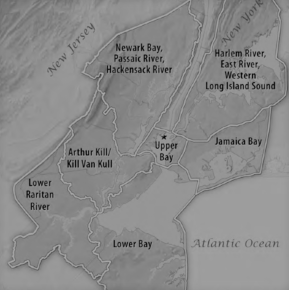 New Jersey
New York
Newark Bay,
Passaic River,
Hackensack River
Harlem River,
East River,
Western
Long Island Sound
Arthur Kill/
Kill Van Kull
Upper
Bay
Jamaica Bay
Lower
Raritan
River
Lower Bay
Atlantic Ocean